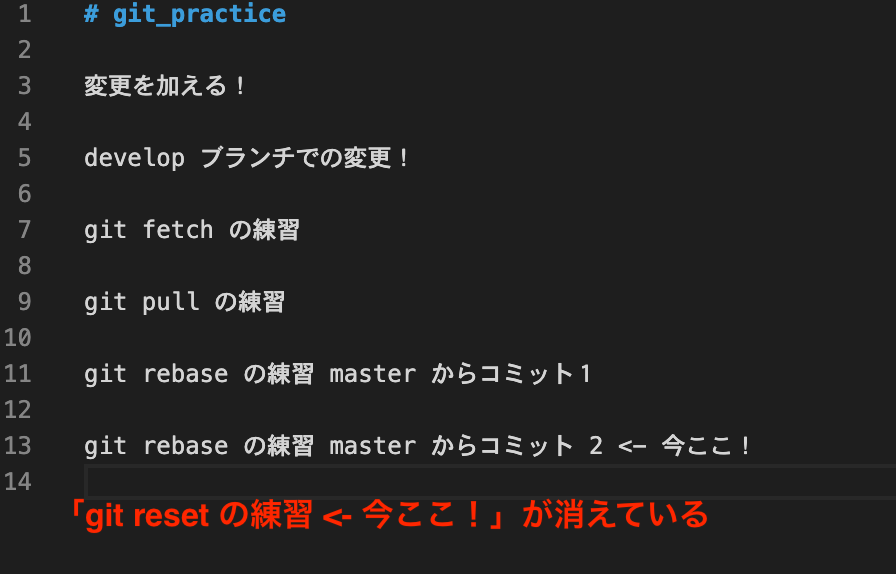 1 # git_practice
2
3 変更を加える！
4
5 develop ブランチでの変更！
6
7 git fetch の練習
8
9 git pull の練習
10
11 git rebase の練習 master からコミット１
12
13 git rebase の練習 master からコミット 2 <- 今ここ！
14
「git reset の練習 <- 今ここ！」が消えている